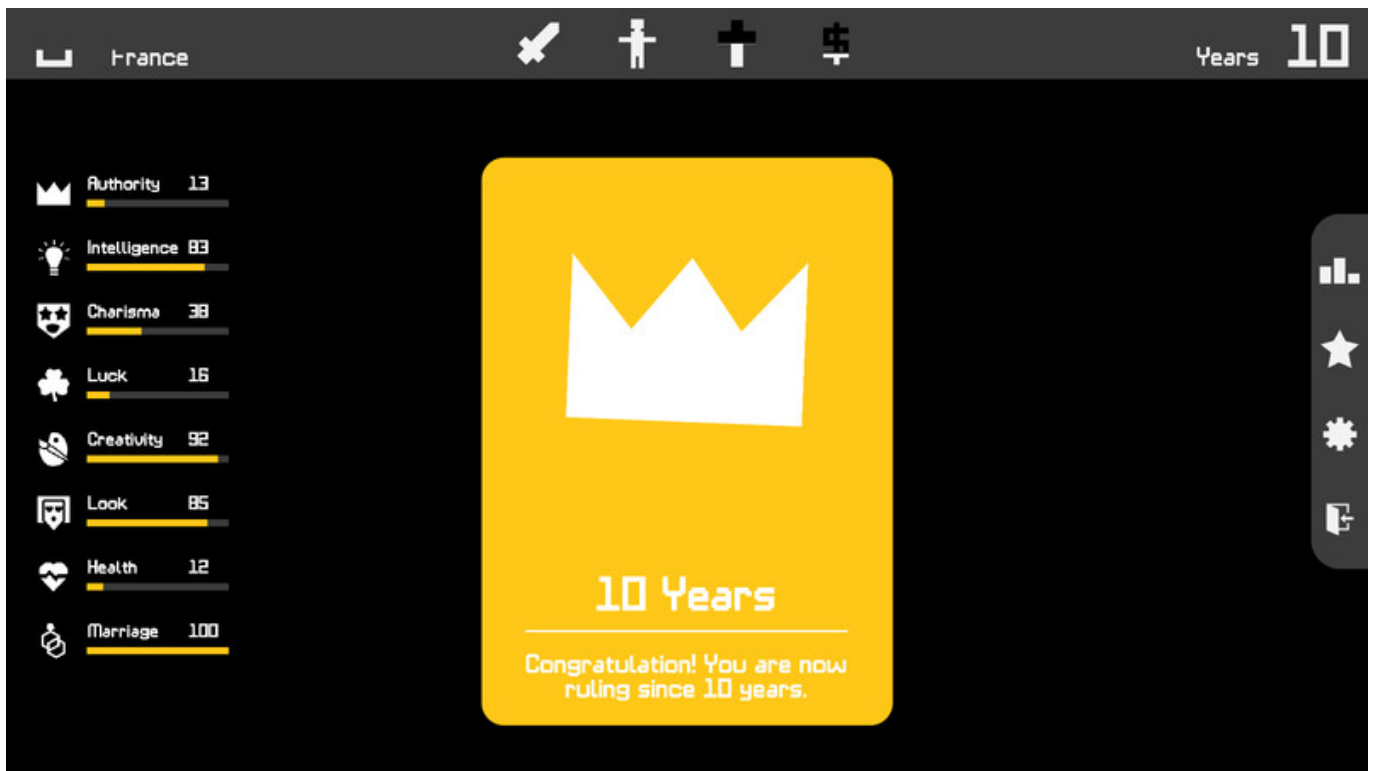 France
Years 10
Authority 13
Intelligence 83
Charisma 38
Luck 16
Creativity 92
Look 85
Health 12
Marriage 100
10 Years
Congratulation! You are now
ruling since 10 years.